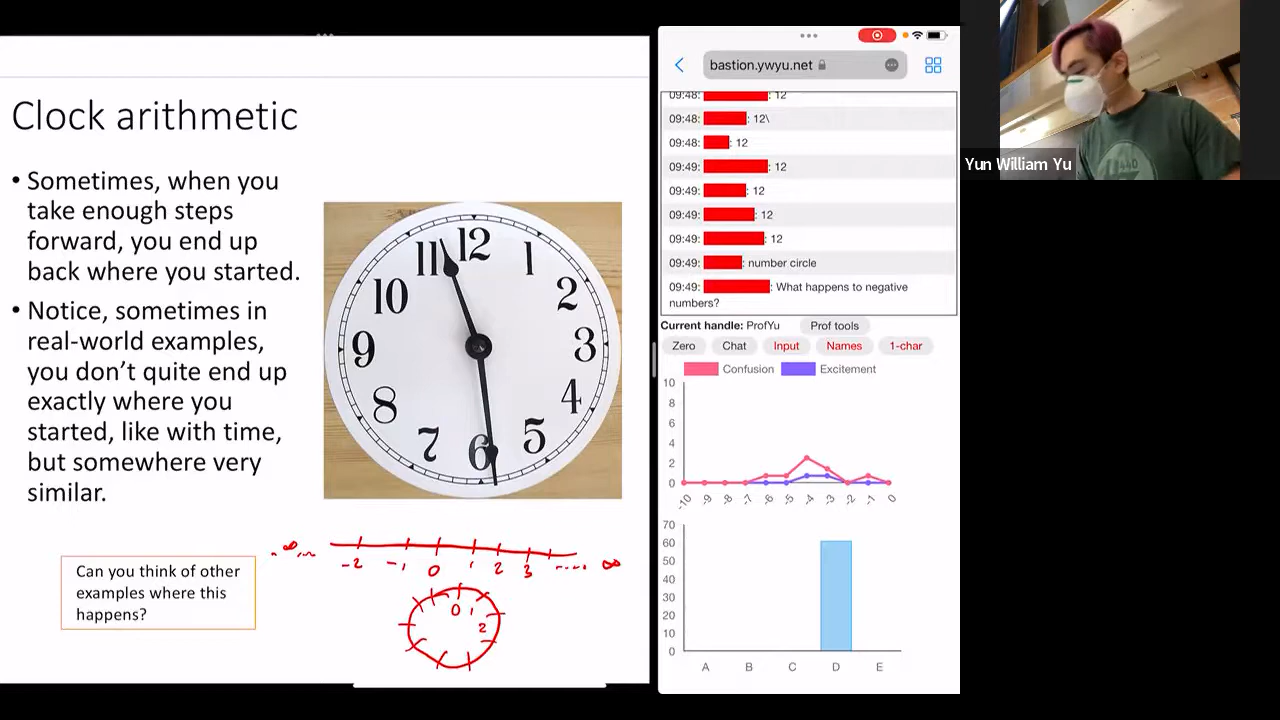 Clock arithmetic
• Sometimes, when you
take enough steps
forward, you end up
back where you started.
• Notice, sometimes in
real-world examples,
you don't quite end up
exactly where you
started, like with time,
but somewhere very
similar.
Can you think of other
examples where this
happens?
12
1
2
3
4
5
6
7
8
9
10
11
-2 -1 0 1 2 3 .... ∞
0 1
2
bastion.ywyu.net
09:48: : 12
09:48: : 12\
09:48: : 12
09:49: : 12
09:49: : 12
09:49: : 12
09:49: : 12
09:49: : number circle
09:49: : What happens to negative
numbers?
Current handle: ProfYu Prof tools
Zero Chat Input Names 1-char
Confusion Excitement
10
8
6
4
2
0
-10 -9 -8 -7 -6 -5 -4 -3 -2 -1 0
70
60
50
40
30
20
10
0
A B C D E
Yun William Yu